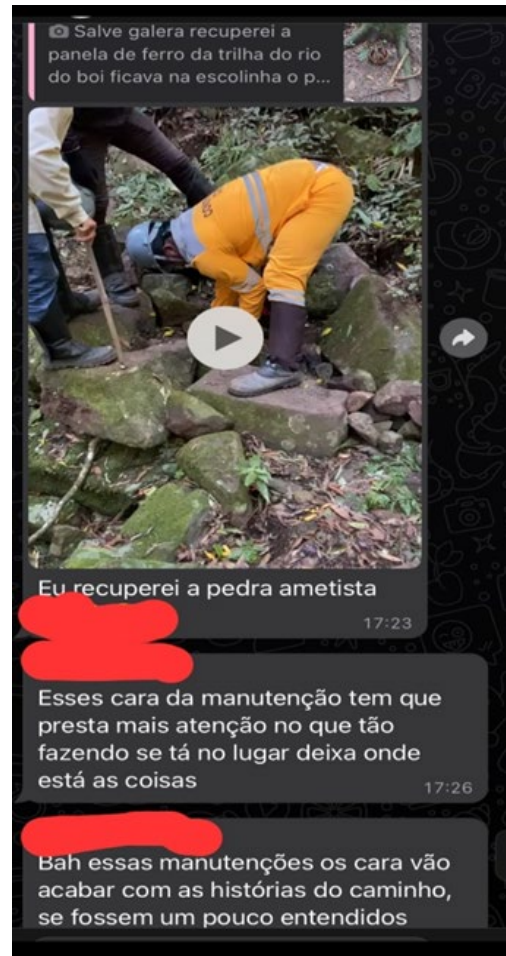 Salve galera recuperei a
panela de ferro da trilha do rio
do boi ficava na escolinha o p...
Eu recuperei a pedra ametista
17:23
Esses cara da manutenção tem que
presta mais atenção no que tão
fazendo se tá no lugar deixa onde
está as coisas
17:26
Bah essas manutenções os cara vão
acabar com as histórias do caminho,
se fossem um pouco entendidos